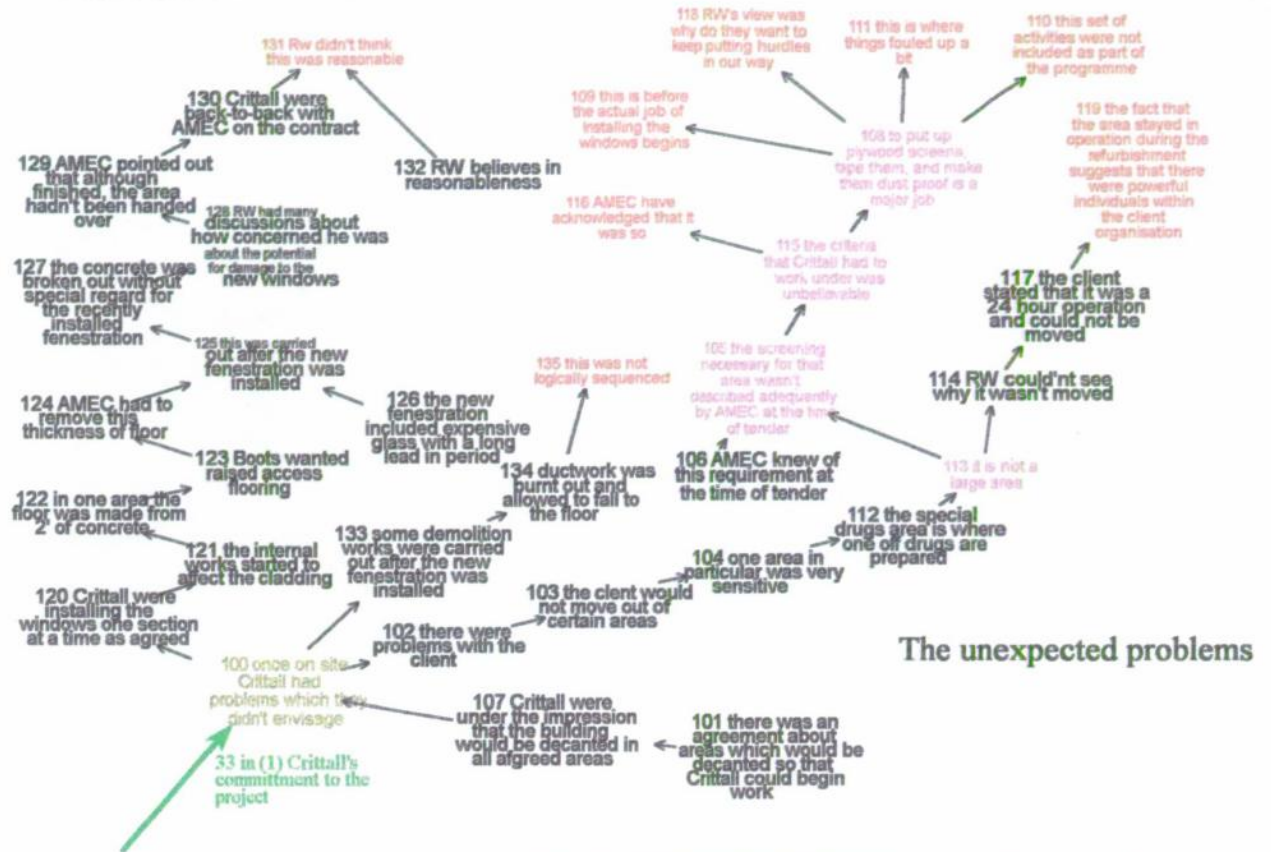 118 RW's view was
why do they want to
keep putting hurdles
in our way
111 this is where
things fouled up a
bit
110 this set of
activities were not
included as part of
the programme
131 Rw didn't think
this was reasonable
130 Crittall were
back-to-back with
AMEC on the contract
109 this is before
the actual job of
installing the
windows begins
108 to put up
plywood screens,
tape them, and make
them dust proof is a
major job
119 the fact that
the area stayed in
operation during the
refurbishment
suggests that there
were powerful
individuals within
the client
organisation
129 AMEC pointed out
that although
finished, the area
hadn't been handed
over
132 RW believes in
reasonableness
128 RW had many
discussions about
how concerned he was
about the potential
for damage to the
new windows
116 AMEC have
acknowledged that it
was so
115 the criteria
that Crittall had to
work under was
unbelievable
127 the concrete was
broken out without
special regard for
the recently
installed
fenestration
117 the client
stated that it was a
24 hour operation
and could not be
moved
125 this was carried
out after the new
fenestration was
installed
135 this was not
logically sequenced
105 the screening
necessary for that
area wasn't
described adequently
by AMEC at the time
of tender
114 RW could'nt see
why it wasn't moved
124 AMEC had to
remove this
thickness of floor
126 the new
fenestration
included expensive
glass with a long
lead in period
123 Boots wanted
raised access
flooring
134 ductwork was
burnt out and
allowed to fall to
the floor
106 AMEC knew of
this requirement at
the time of tender
113 it is not a
large area
122 in one area the
floor was made from
2' of concrete
133 some demolition
works were carried
out after the new
fenestration was
installed
112 the special
drugs area is where
one off drugs are
prepared
121 the internal
works started to
affect the cladding
104 one area in
particular was very
sensitive
120 Crittall were
installing the
windows one section
at a time as agreed
103 the clent would
not move out of
certain areas
102 there were
problems with the
client
The unexpected problems
100 once on site
Crittall had
problems which they
didn't envisage
107 Crittall were
under the impression
that the building
would be decanted in
all afgreed areas
101 there was an
agreement about
areas which would be
decanted so that
Crittall could begin
work
33 in (1) Crittall's
committment to the
project